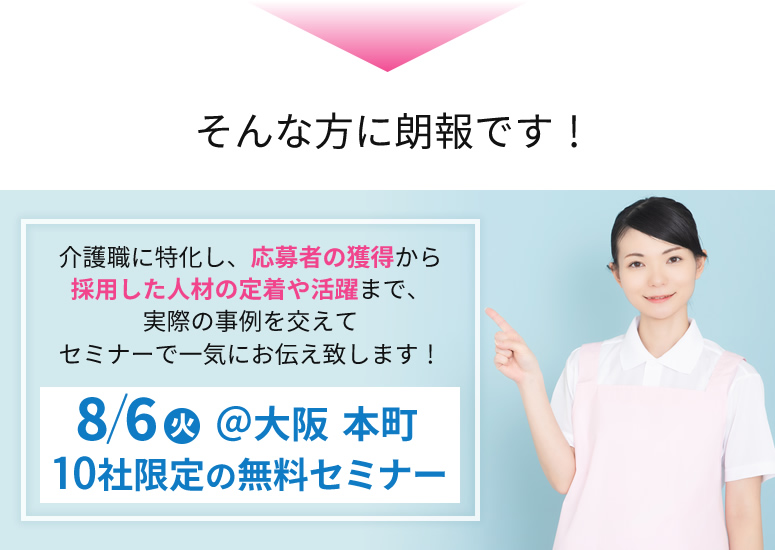 そんな方に朗報です！
介護職に特化し、応募者の獲得から
採用した人材の定着や活躍まで、
実際の事例を交えて
セミナーで一気にお伝え致します！
8/6 火 @大阪 本町
10社限定の無料セミナー